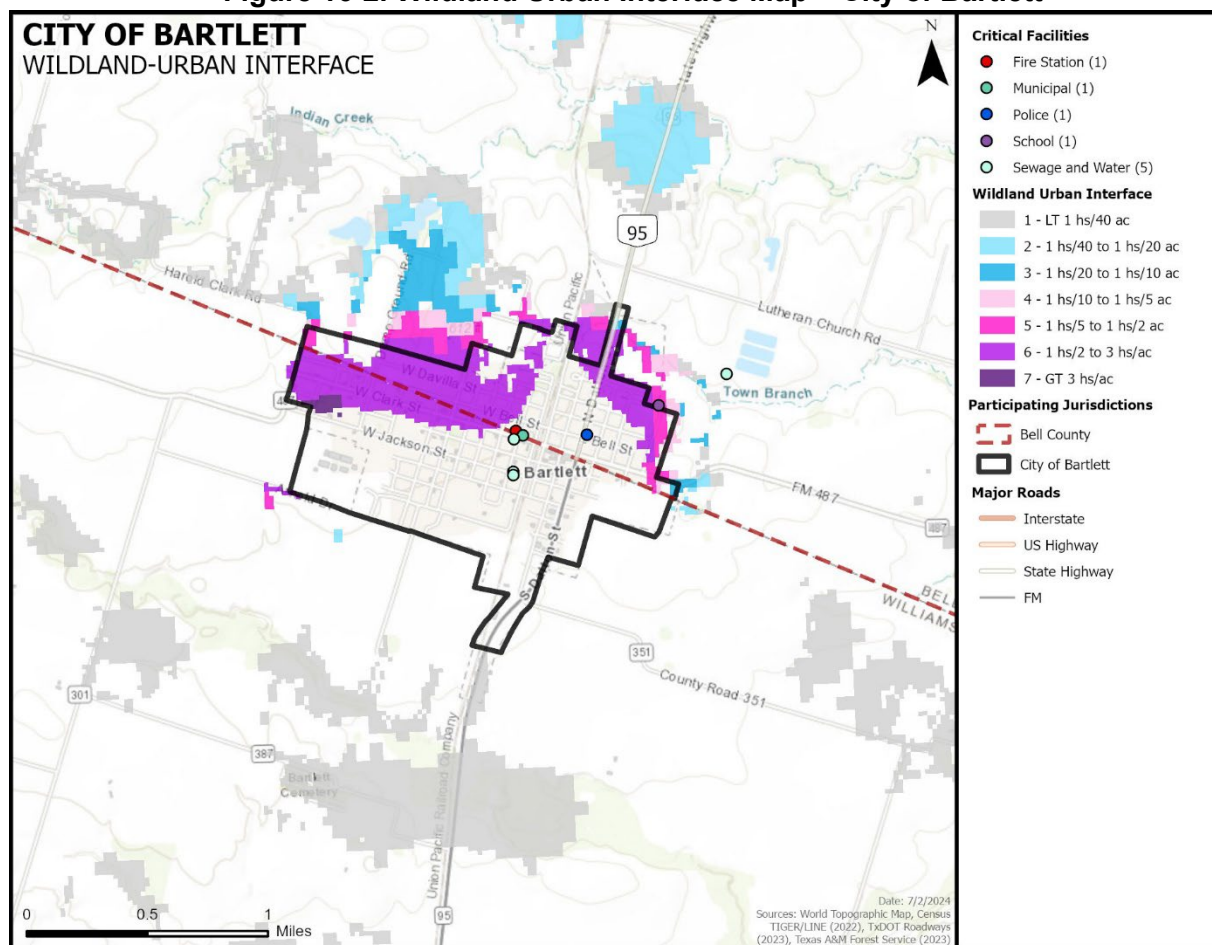 Figure 16-2. Wildland Urban Interface Map – City of Bartlett
CITY OF BARTLETT
WILDLAND-URBAN INTERFACE
N
Indian Creek
State High
95
Union Pacific
Harold Clark Rd
Ground Rd
Lutheran Church Rd
Town Branch
W Davilla St
W Clark St
W Bell St
Bell St
W Jackson St
Bartlett
FM 487
487
S Dalton St
BELL
WILLIAMS
351
County Road 351
301
387
Bartlett
Cemetery
Union Pacific Railroad Company
95
0 0.5 1
Miles
Date: 7/2/2024
Sources: World Topographic Map, Census
TIGER/LINE (2022), TxDOT Roadways
(2023), Texas A&M Forest Service (2023)
Critical Facilities
Fire Station (1)
Municipal (1)
Police (1)
School (1)
Sewage and Water (5)
Wildland Urban Interface
1 - LT 1 hs/40 ac
2 - 1 hs/40 to 1 hs/20 ac
3 - 1 hs/20 to 1 hs/10 ac
4 - 1 hs/10 to 1 hs/5 ac
5 - 1 hs/5 to 1 hs/2 ac
6 - 1 hs/2 to 3 hs/ac
7 - GT 3 hs/ac
Participating Jurisdictions
Bell County
City of Bartlett
Major Roads
Interstate
US Highway
State Highway
FM